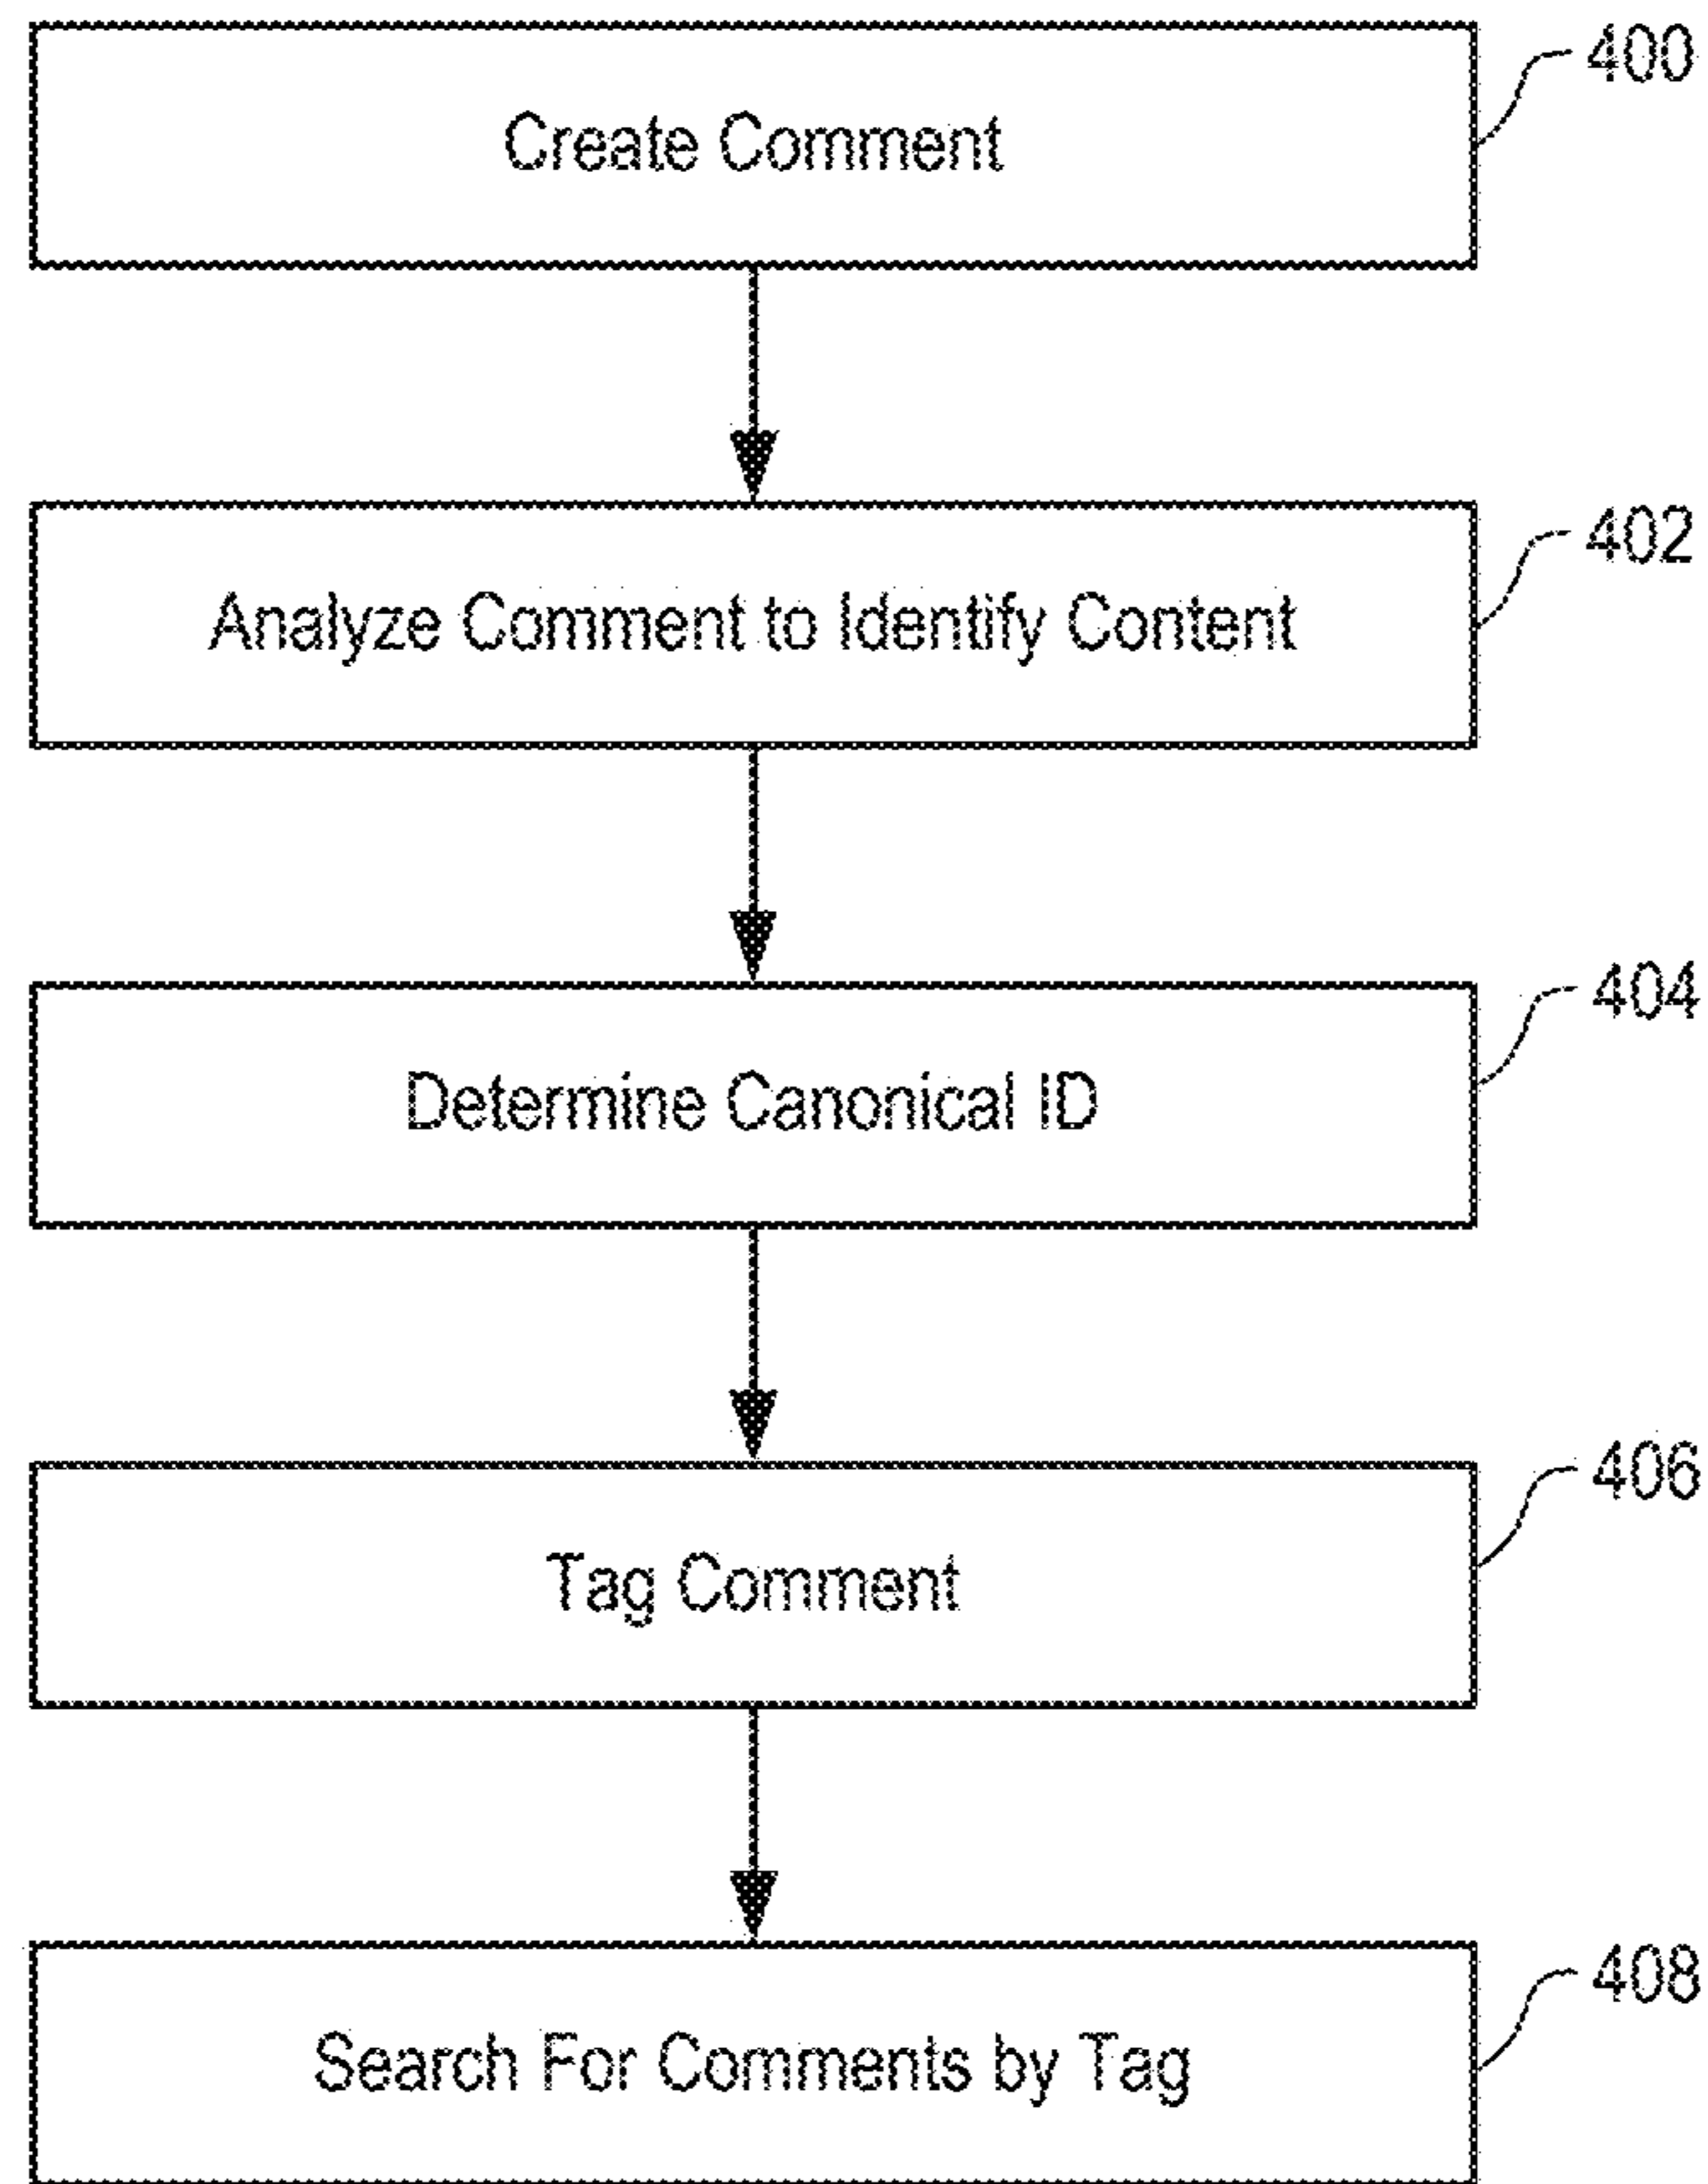 Create Comment
400
Analyze Comment to Identify Content
402
Determine Canonical ID
404
Tag Comment
406
Search For Comments by Tag
408